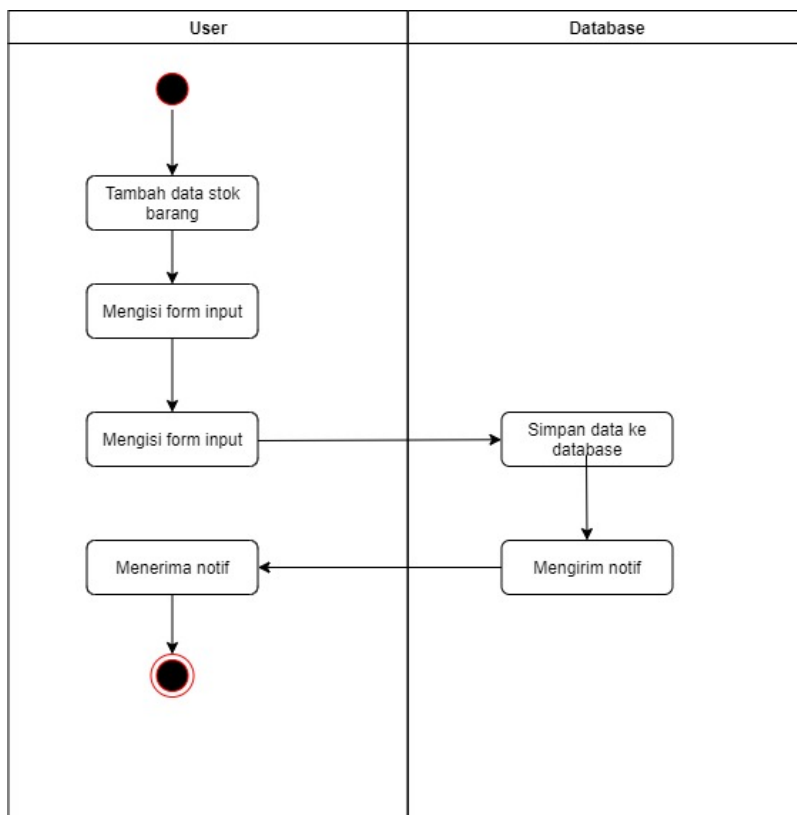 User
Database
Tambah data stok
barang
Mengisi form input
Mengisi form input
Simpan data ke
database
Menerima notif
Mengirim notif